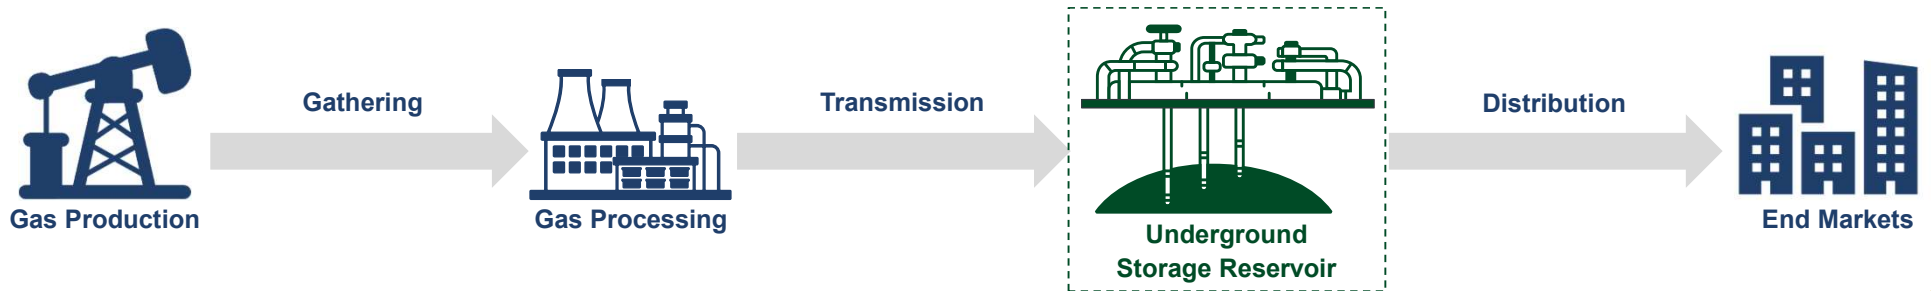 Gathering
Transmission
Distribution
Gas Production
Gas Processing
Underground
Storage Reservoir
End Markets